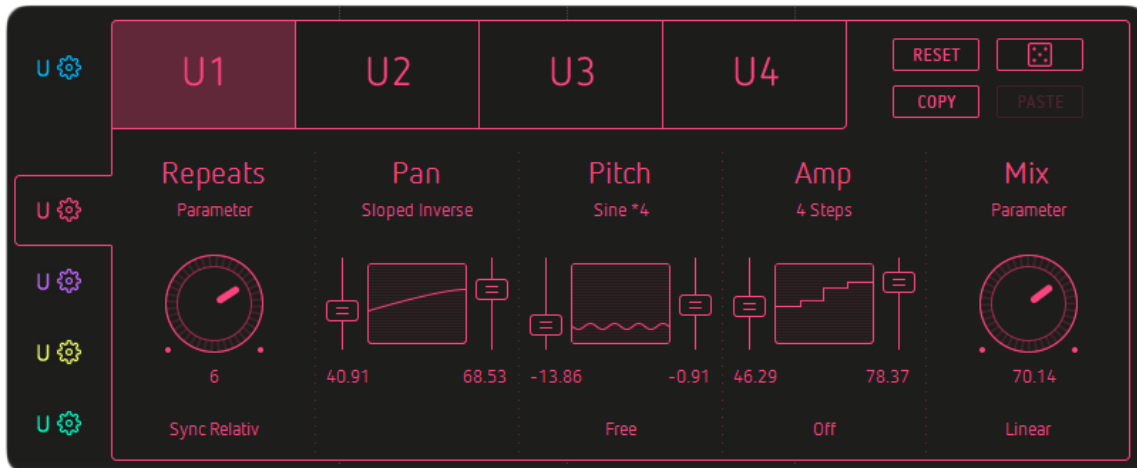 U
U1 U2 U3 U4
RESET
COPY PASTE
Repeats Pan Pitch Amp Mix
Parameter Sloped Inverse Sine *4 4 Steps Parameter
U
U
U
6 40.91 68.53 -13.86 -0.91 46.29 78.37 70.14
U
Sync Relativ Free Off Linear